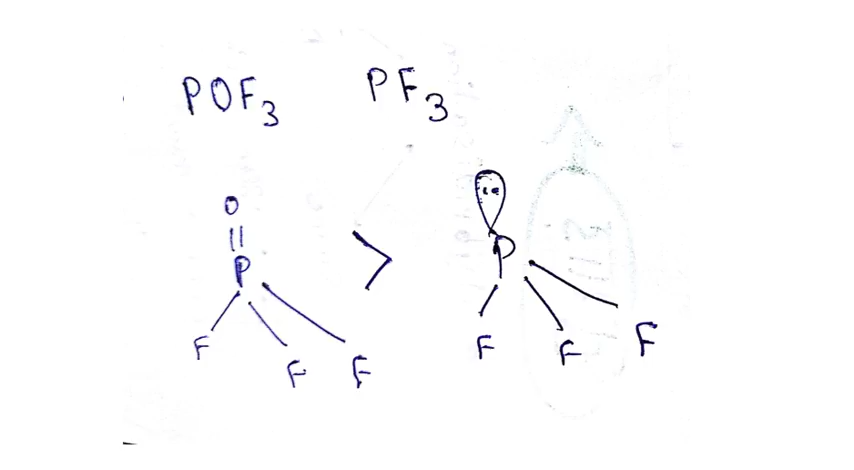 POF3 PF3
O
||
P > P
F F F F F F